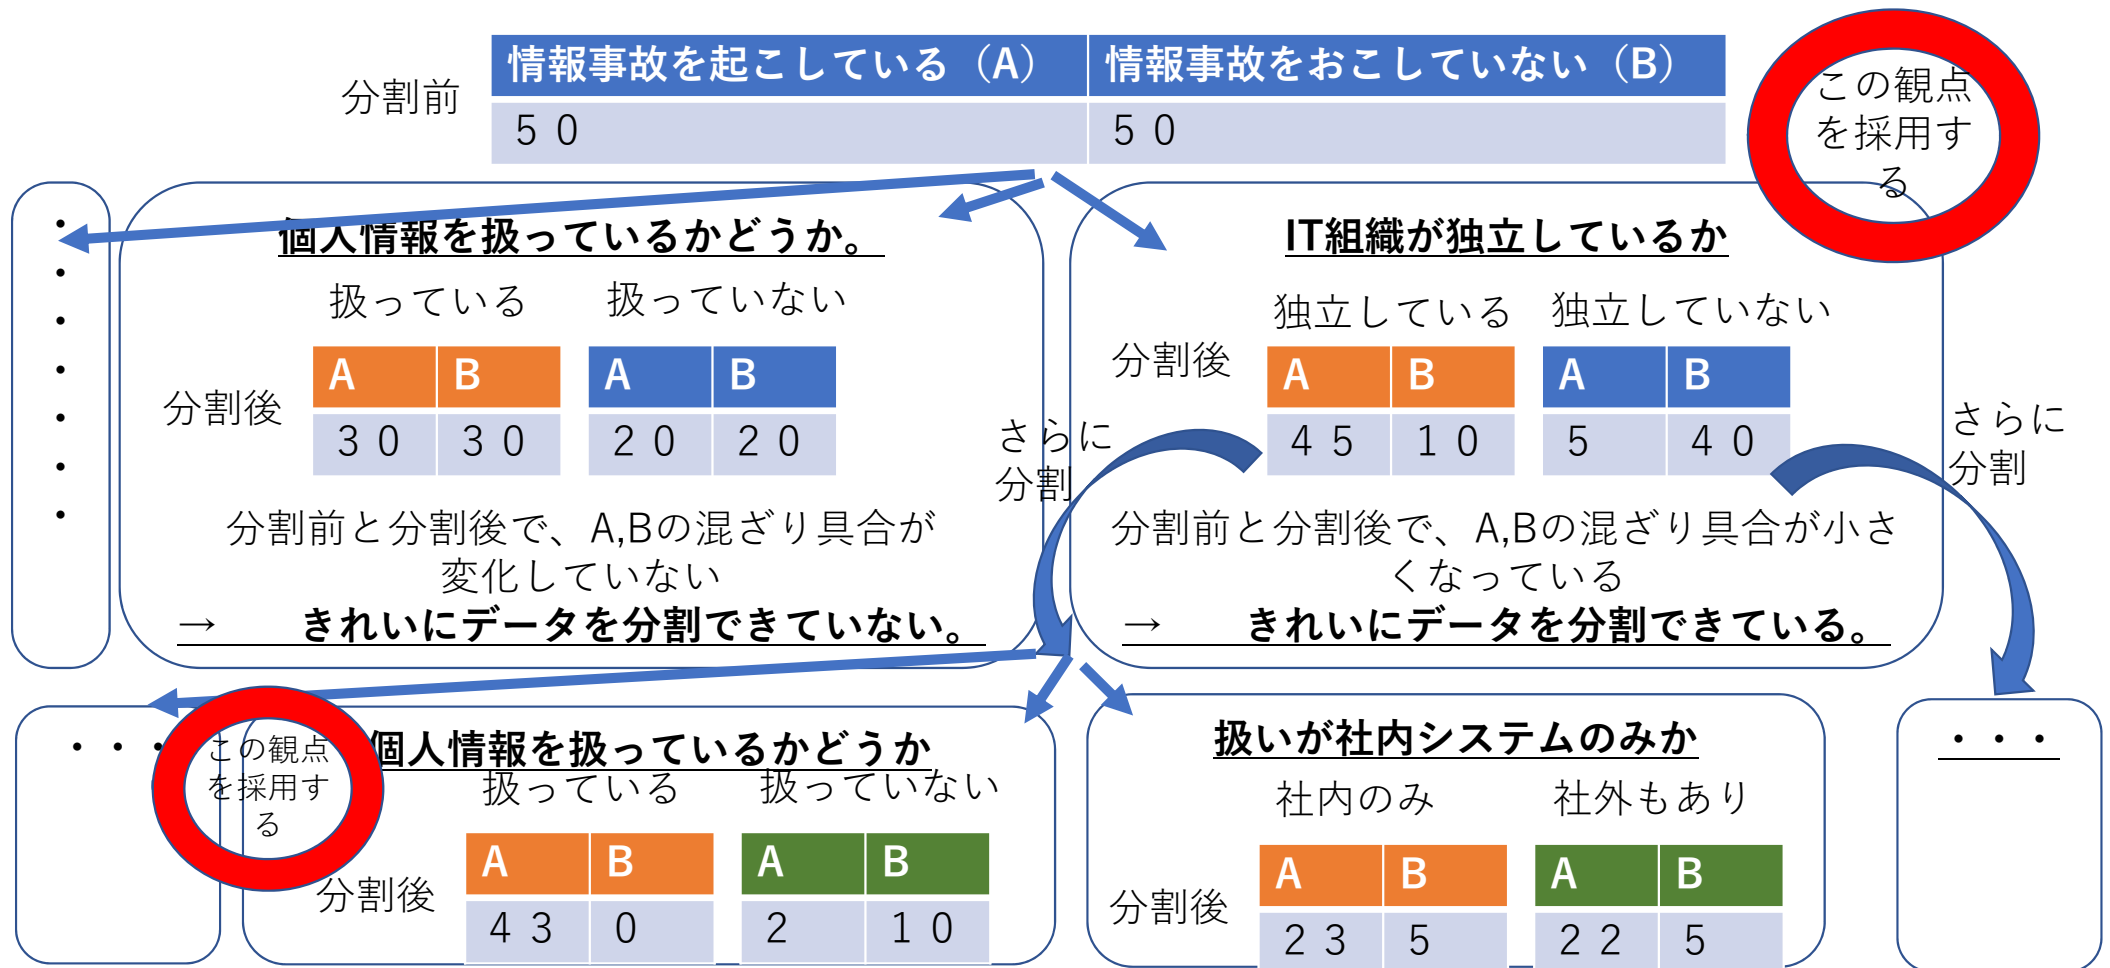 分割前
情報事故を起こしている（A）
情報事故をおこしていない（B）
５０
５０
この観点
を採用す
る
・
・
・
・
・
・
・
個人情報を扱っているかどうか。
扱っている
扱っていない
分割後
A B
A B
３０ ３０
２０ ２０
分割前と分割後で、A,Bの混ざり具合が
変化していない
→ きれいにデータを分割できていない。
IT組織が独立しているか
独立している
独立していない
分割後
A B
A B
４５ １０
５ ４０
さらに
分割
さらに
分割
分割前と分割後で、A,Bの混ざり具合が小さ
くなっている
→ きれいにデータを分割できている。
・・・
この観点
を採用す
る
個人情報を扱っているかどうか
扱っている
扱っていない
分割後
A B
A B
４３ ０
２ １０
扱いが社内システムのみか
社内のみ
社外もあり
分割後
A B
A B
２３ ５
２２ ５
・・・